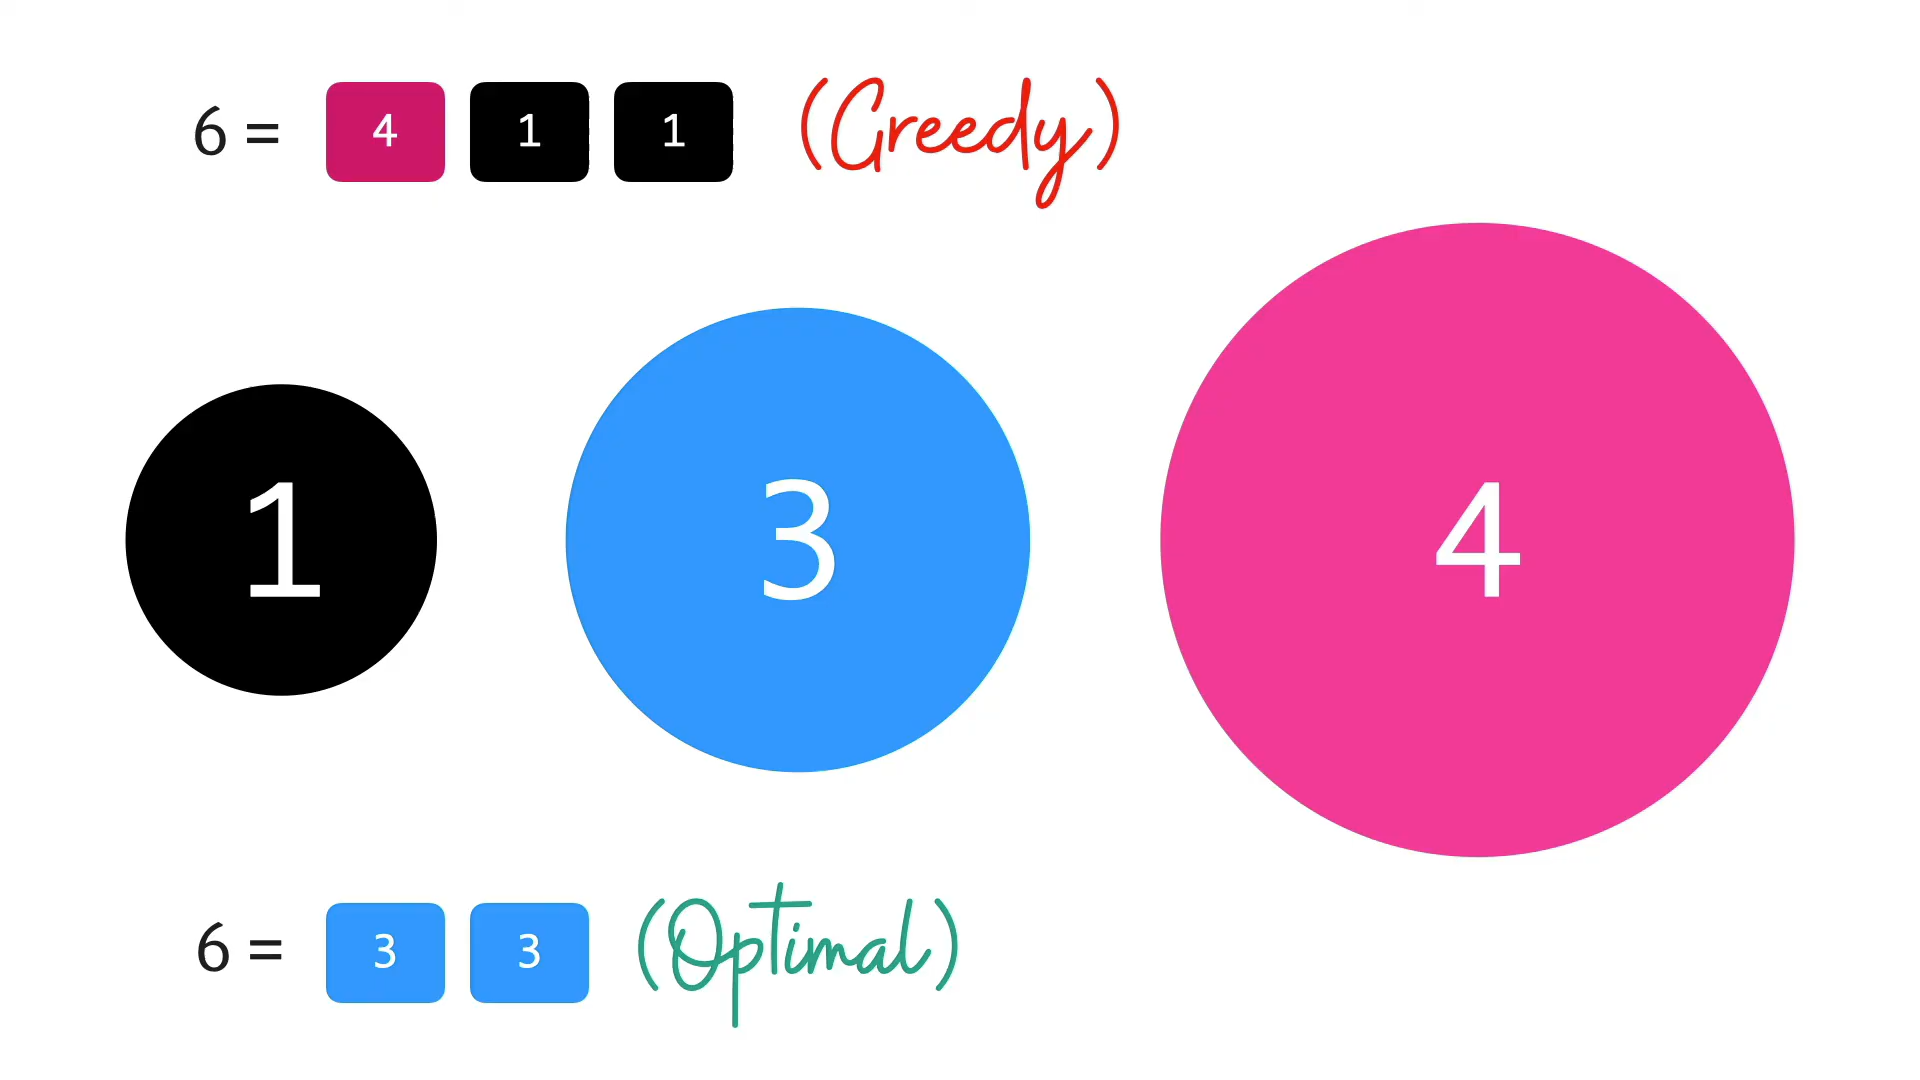 6 = 4 1 1 (Greedy)
1 3 4
6 = 3 3 (Optimal)